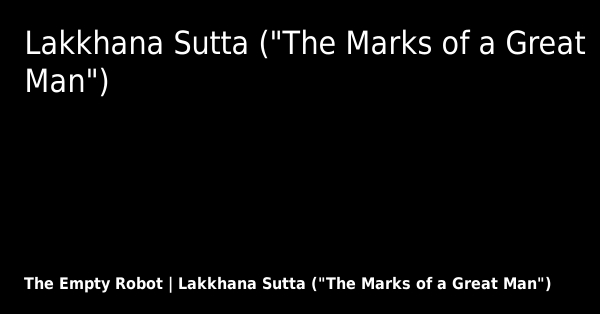 Lakkhana Sutta ("The Marks of a Great
Man")
The Empty Robot | Lakkhana Sutta ("The Marks of a Great Man")